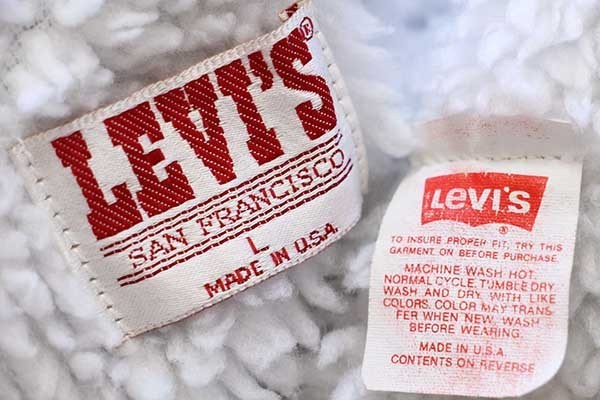 LEVI'S®
SAN FRANCISCO
L
MADE IN U.S.A.
LEVI'S
®
TO INSURE PROPER FIT, TRY THIS
GARMENT ON BEFORE PURCHASE.
MACHINE WASH HOT,
NORMAL CYCLE, TUMBLE DRY
WASH AND DRY WITH LIKE
COLORS. COLOR MAY TRANS-
FER WHEN NEW. WASH
BEFORE WEARING.
MADE IN U.S.A.
CONTENTS ON REVERSE